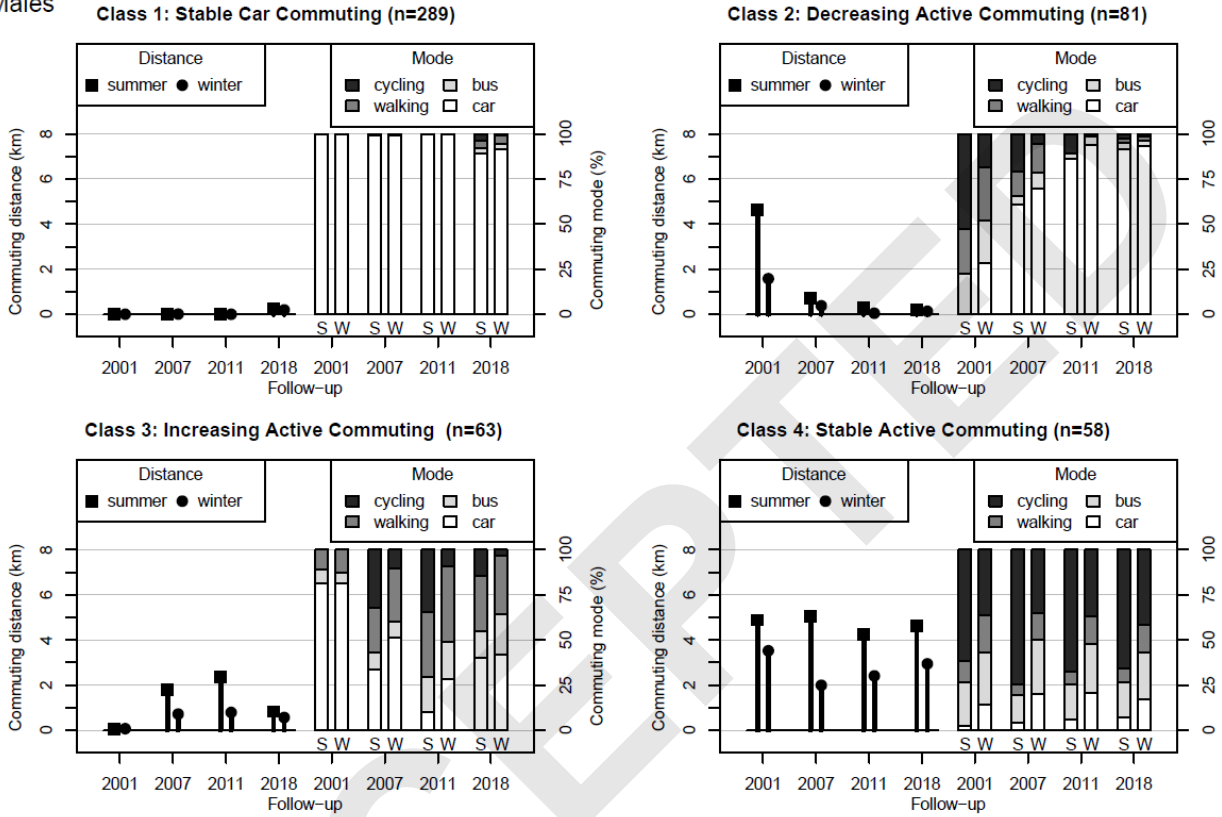 Males
Class 1: Stable Car Commuting (n=289)
Distance
summer winter
Mode
cycling bus
walking car
Commuting distance (km)
8
6
4
2
0
100
75
50
25
0
Commuting mode (%)
S W S W S W S W
2001 2007 2011 2018 2001 2007 2011 2018
Follow-up
Class 2: Decreasing Active Commuting (n=81)
Distance
summer winter
Mode
cycling bus
walking car
Commuting distance (km)
8
6
4
2
0
100
75
50
25
0
S W S W S W S W
2001 2007 2011 2018 2001 2007 2011 2018
Follow-up
Class 3: Increasing Active Commuting (n=63)
Distance
summer winter
Mode
cycling bus
walking car
Commuting distance (km)
8
6
4
2
0
100
75
50
25
0
Commuting mode (%)
S W S W S W S W
2001 2007 2011 2018 2001 2007 2011 2018
Follow-up
Class 4: Stable Active Commuting (n=58)
Distance
summer winter
Mode
cycling bus
walking car
Commuting distance (km)
8
6
4
2
0
100
75
50
25
0
S W S W S W S W
2001 2007 2011 2018 2001 2007 2011 2018
Follow-up
CEPTED